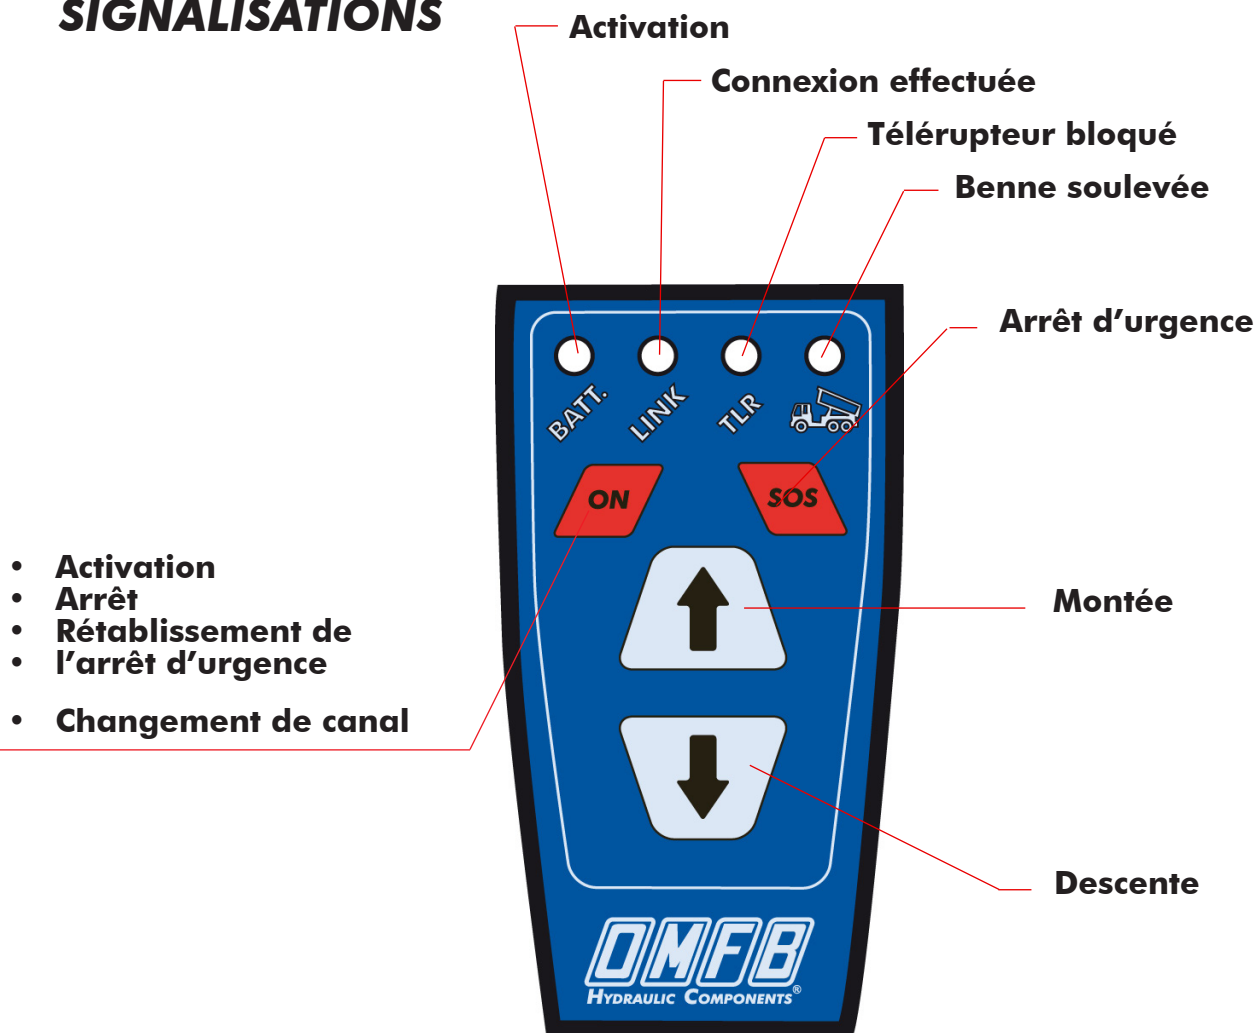 SIGNALISATIONS
Activation
Connexion effectuée
Télérupteur bloqué
Benne soulevée
Arrêt d’urgence
BATT.
LINK
TLR
ON
SOS
• Activation
• Arrêt
• Rétablissement de
• l’arrêt d’urgence
• Changement de canal
Montée
Descente
OMFB
HYDRAULIC COMPONENTS®